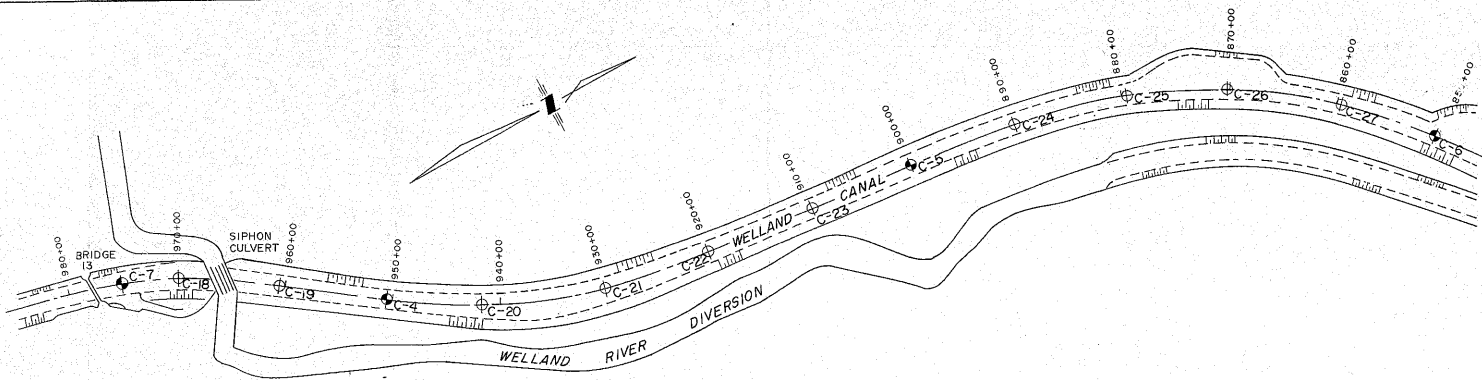 980+00
BRIDGE
13
C-7
970+00
C-18
SIPHON
CULVERT
960+00
C-19
950+00
C-4
940+00
C-20
930+00
C-21
920+00
C-22
WELLAND CANAL
910+00
C-23
900+00
C-5
890+00
C-24
880+00
C-25
870+00
C-26
860+00
C-27
C-6
WELLAND RIVER DIVERSION